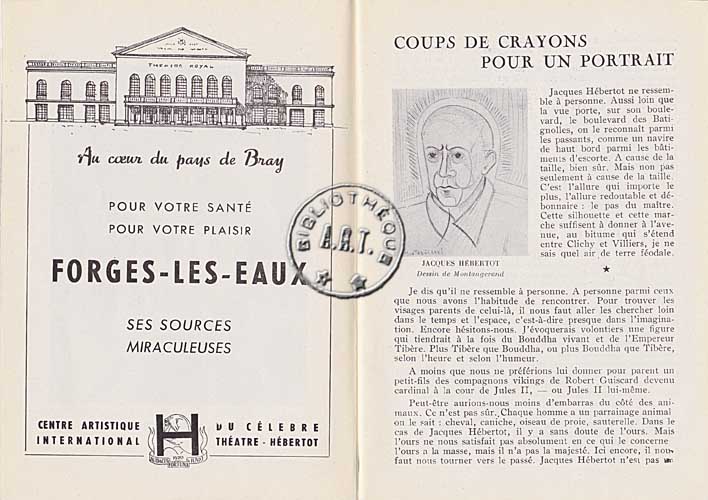 THEATRE ROYAL
Au cœur du pays de Bray
POUR VOTRE SANTÉ
POUR VOTRE PLAISIR
FORGES-LES-EAUX
SES SOURCES
MIRACULEUSES
CENTRE ARTISTIQUE
INTERNATIONAL
H
DU CÉLÈBRE
THÉATRE - HÉBERTOT
BIBLIOTHÈQUE
A.R.T.
COUPS DE CRAYONS
POUR UN PORTRAIT
JACQUES HÉBERTOT
Dessin de Montangerand
Jacques Hébertot ne ressem-
ble à personne. Aussi loin que
la vue porte, sur son boule-
vard, le boulevard des Bati-
gnolles, on le reconnaît parmi
les passants, comme un navire
de haut bord parmi les bâti-
ments d'escorte. A cause de la
taille, bien sûr. Mais non pas
seulement à cause de la taille.
C'est l'allure qui importe le
plus, l'allure redoutable et dé-
bonnaire : le pas du maître.
Cette silhouette et cette mar-
che suffisent à donner à l'ave-
nue, au bitume qui s'étend
entre Clichy et Villiers, je ne
sais quel air de terre féodale.
★
Je dis qu'il ne ressemble à personne. A personne parmi ceux
que nous avons l'habitude de rencontrer. Pour trouver les
visages parents de celui-là, il nous faut aller les chercher loin
dans le temps et l'espace, c'est-à-dire presque dans l'imagina-
tion. Encore hésitons-nous. J'évoquerais volontiers une figure
qui tiendrait à la fois du Bouddha vivant et de l'Empereur
Tibère. Plus Tibère que Bouddha, ou plus Bouddha que Tibère,
selon l'heure et selon l'humeur.
A moins que nous ne préférions lui donner pour parent un
petit-fils des compagnons vikings de Robert Guiscard devenu
cardinal à la cour de Jules II, — ou Jules II lui-même.
Peut-être aurions-nous moins d'embarras du côté des ani-
maux. Ce n'est pas sûr. Chaque homme a un parrainage animal
on le sait : cheval, caniche, oiseau de proie, sauterelle. Dans le
cas de Jacques Hébertot, il y a sans doute de l'ours. Mais
l'ours ne nous satisfait pas absolument en ce qui le concerne
l'ours a la masse, mais il n'a pas la majesté. Ici encore, il nous
faut nous tourner vers le passé. Jacques Hébertot n'est pas un